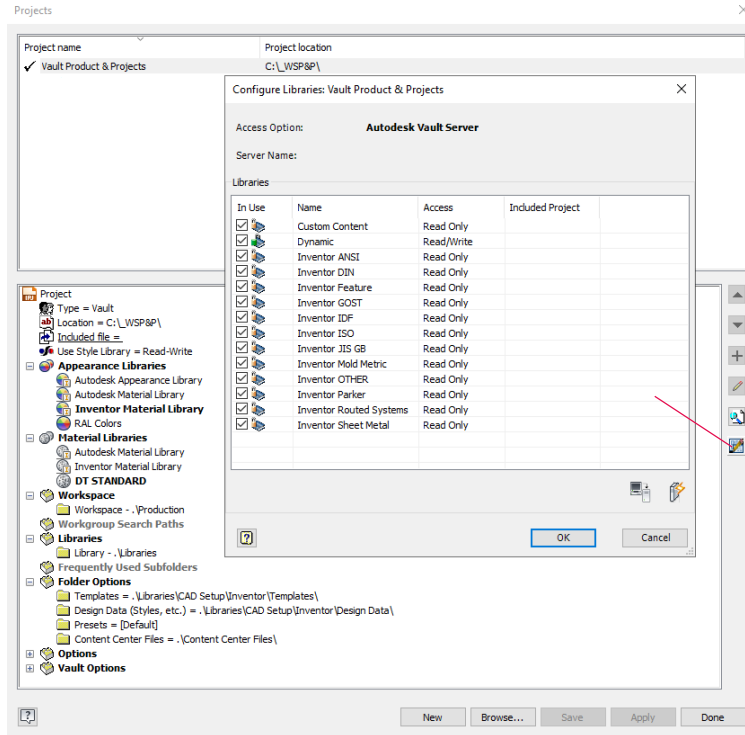 Projects
Project name Project location
Vault Product & Projects C:\_WSP&P\
Configure Libraries: Vault Product & Projects
Access Option: Autodesk Vault Server
Server Name:
Libraries
In Use Name Access Included Project
Custom Content Read Only
Dynamic Read/Write
Inventor ANSI Read Only
Inventor DIN Read Only
Inventor Feature Read Only
Inventor GOST Read Only
Inventor IDF Read Only
Inventor ISO Read Only
Inventor JIS GB Read Only
Inventor Mold Metric Read Only
Inventor OTHER Read Only
Inventor Parker Read Only
Inventor Routed Systems Read Only
Inventor Sheet Metal Read Only
OK Cancel
Project
Type = Vault
Location = C:\_WSP&P\
Included file =
Use Style Library = Read-Write
Appearance Libraries
Autodesk Appearance Library
Autodesk Material Library
Inventor Material Library
RAL Colors
Material Libraries
Autodesk Material Library
Inventor Material Library
DT STANDARD
Workspace
Workspace - .\Production
Workgroup Search Paths
Libraries
Library - .\Libraries
Frequently Used Subfolders
Folder Options
Templates = .\Libraries\CAD Setup\Inventor\Templates\
Design Data (Styles, etc.) = .\Libraries\CAD Setup\Inventor\Design Data\
Presets = [Default]
Content Center Files = .\Content Center Files\
Options
Vault Options
New Browse... Save Apply Done